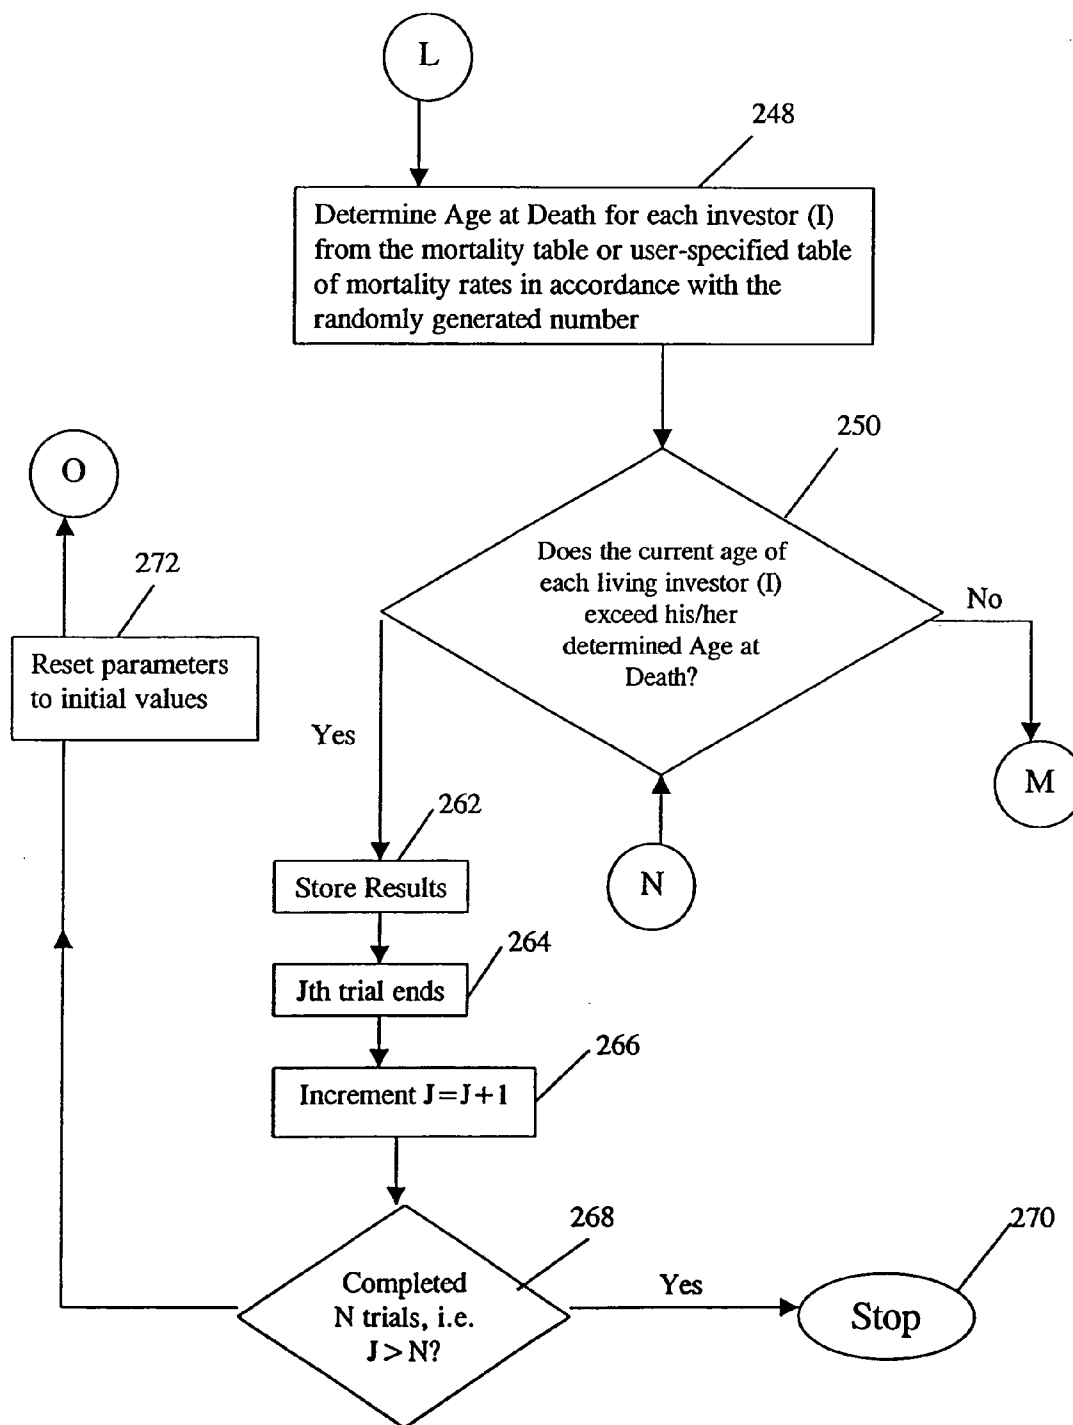 L
248
Determine Age at Death for each investor (I)
from the mortality table or user-specified table
of mortality rates in accordance with the
randomly generated number
250
O
Does the current age of
each living investor (I)
exceed his/her
determined Age at
Death?
No
272
Reset parameters
to initial values
Yes
M
262
N
Store Results
264
Jth trial ends
266
Increment J=J+1
268
270
Completed
N trials, i.e.
J>N?
Yes
Stop